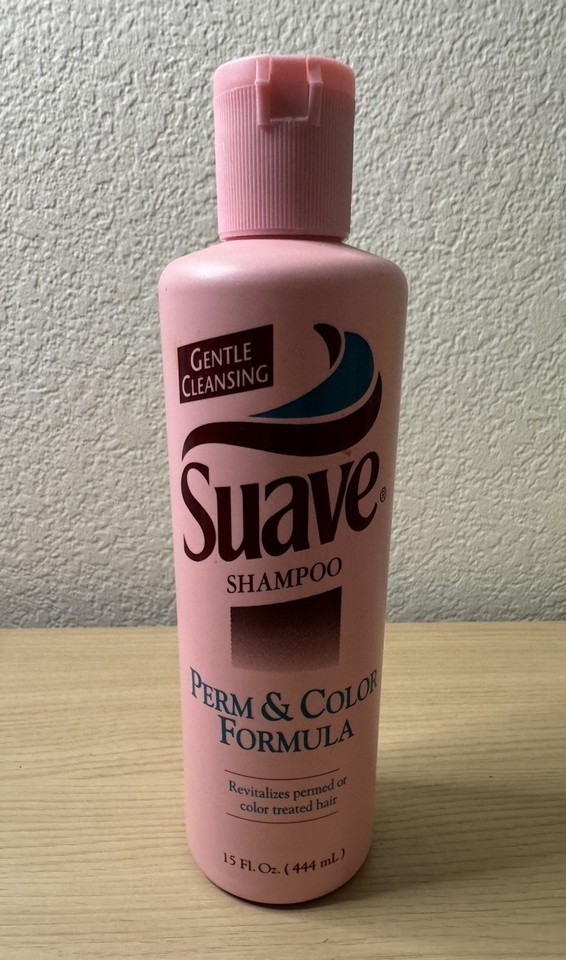 GENTLE
CLEANSING
Suave®
SHAMPOO
PERM & COLOR
FORMULA
Revitalizes permed or
color treated hair
15 Fl. Oz. ( 444 mL )